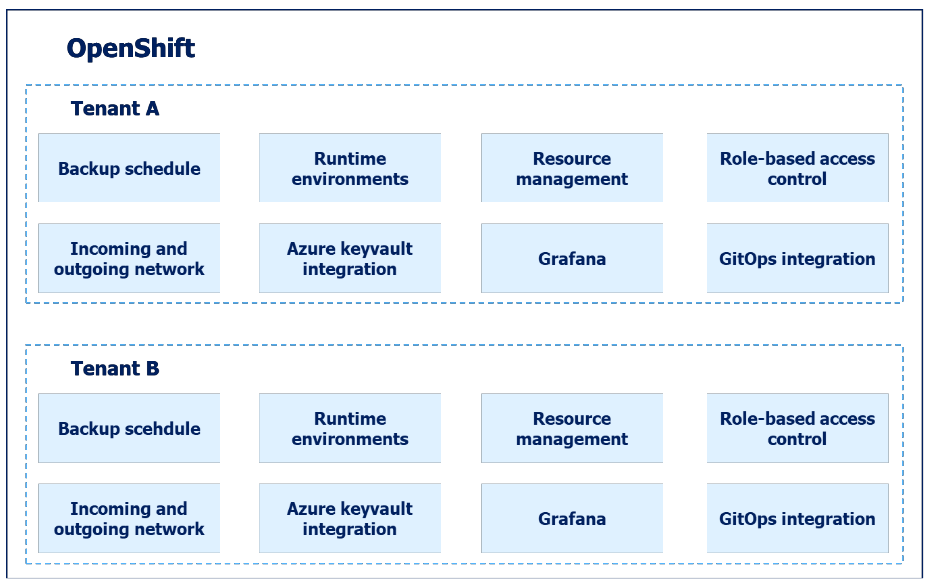 OpenShift
Tenant A
Backup schedule
Runtime
environments
Resource
management
Role-based access
control
Incoming and
outgoing network
Azure keyvault
integration
Grafana
GitOps integration
Tenant B
Backup scehdule
Runtime
environments
Resource
management
Role-based access
control
Incoming and
outgoing network
Azure keyvault
integration
Grafana
GitOps integration